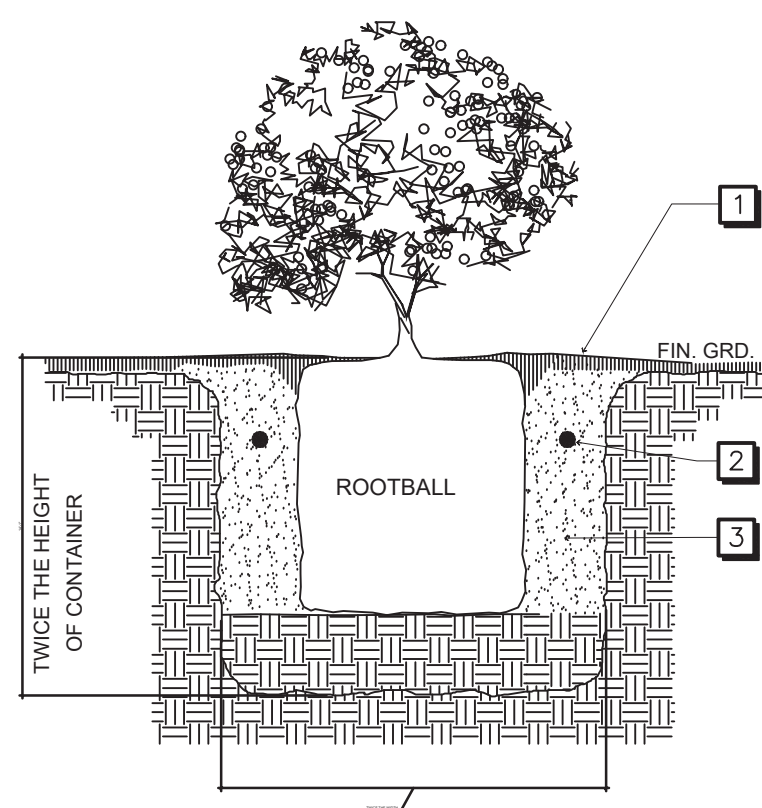 1
FIN. GRD.
2
ROOTBALL
3
TWICE THE HEIGHT
OF CONTAINER